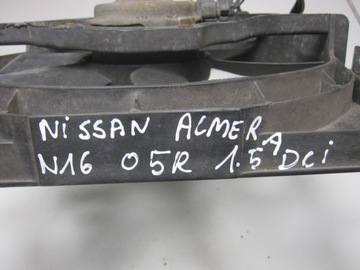 NISSAN ALMERA
N16 05R 1.5 DCi